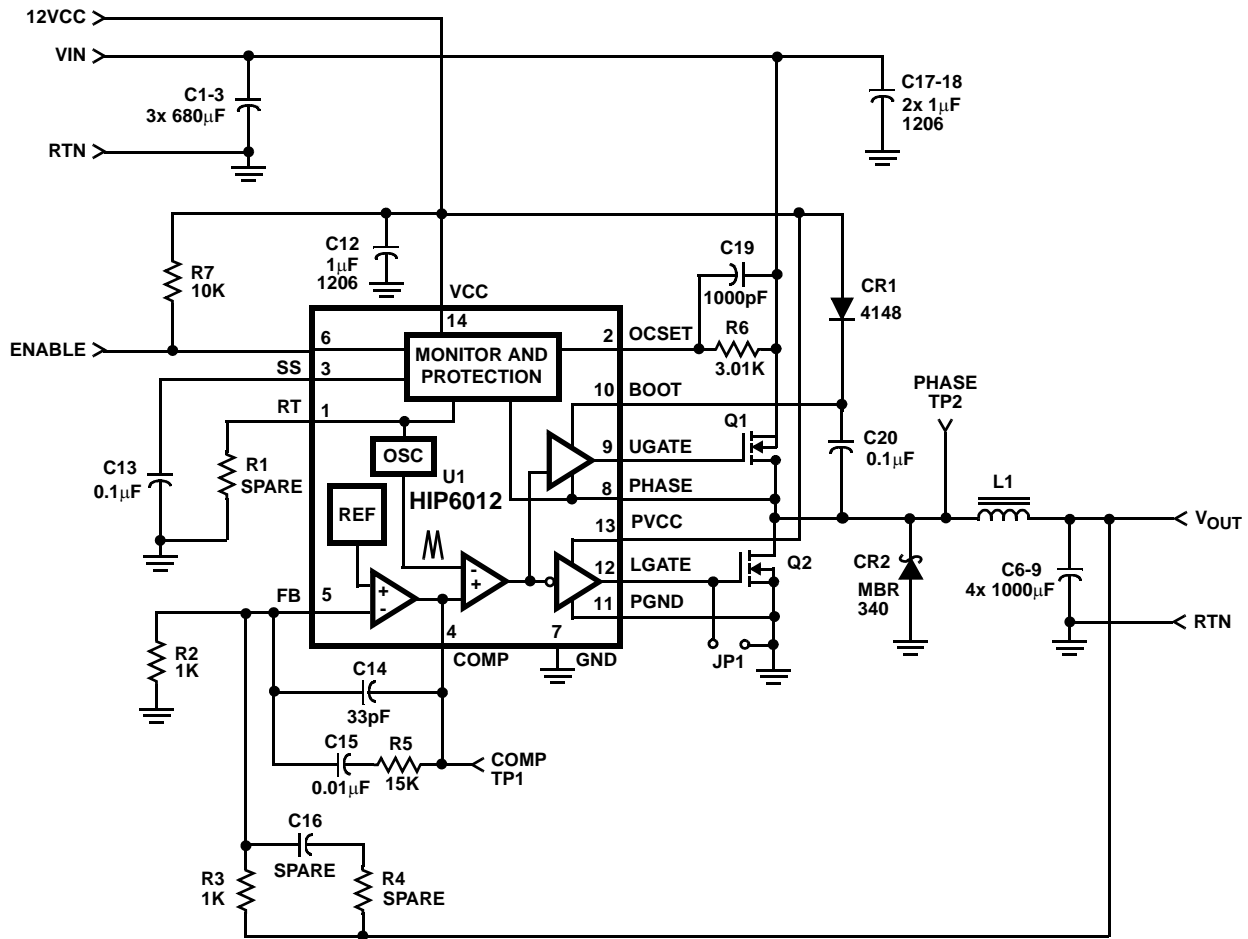 12VCC
VIN
C1-3
3x 680µF
RTN
C17-18
2x 1µF
1206
R7
10K
C12
1µF
1206
VCC
14
C19
1000pF
R6
3.01K
CR1
4148
ENABLE
6
MONITOR AND
PROTECTION
2
OCSET
SS
3
RT
1
10
BOOT
Q1
PHASE
TP2
C13
0.1µF
R1
SPARE
OSC
U1
HIP6012
9
UGATE
C20
0.1µF
8
PHASE
L1
REF
13
PVCC
VOUT
+
-
-
+
12
LGATE
Q2
CR2
MBR
340
C6-9
4x 1000µF
FB
5
11
PGND
RTN
4
COMP
7
GND
JP1
R2
1K
C14
33pF
C15
0.01µF
R5
15K
COMP
TP1
C16
SPARE
R3
1K
R4
SPARE